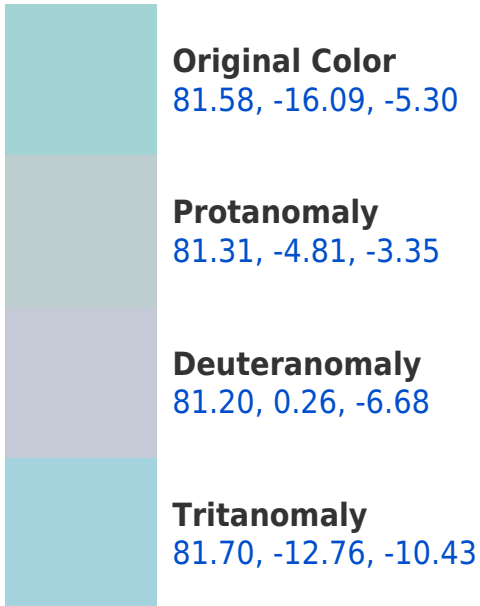 Original Color
81.58, -16.09, -5.30
Protanomaly
81.31, -4.81, -3.35
Deuteranomaly
81.20, 0.26, -6.68
Tritanomaly
81.70, -12.76, -10.43